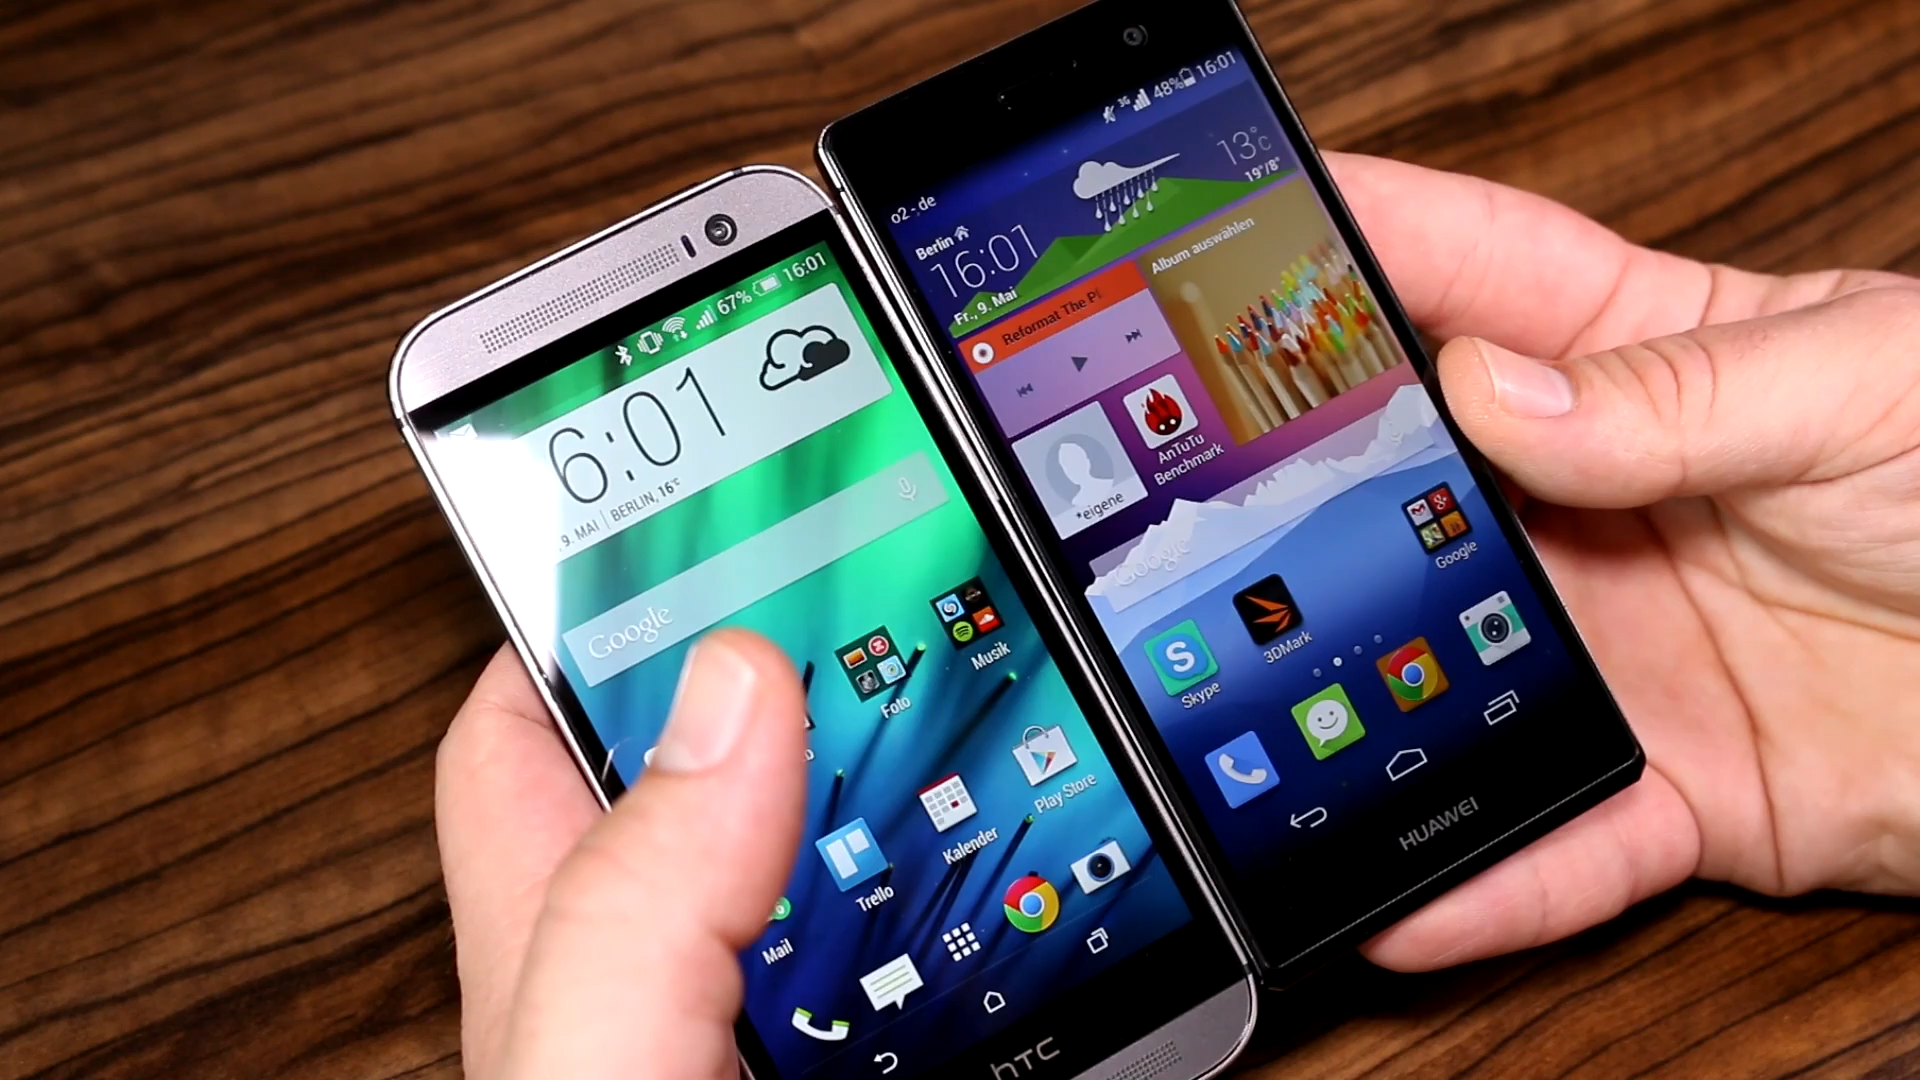 67% 16:01
6:01
9. MAI | BERLIN, 16°C
Google
Foto
Musik
Mail
Trello
Kalender
Play Store
hTC
3G 48% 16:01
o2 - de
13°C
19°/8°
Berlin
16:01
Fr., 9. Mai
Reformat The P
Album auswählen
*eigene
AnTuTu
Benchmark
Google
Google
Skype
3DMark
HUAWEI